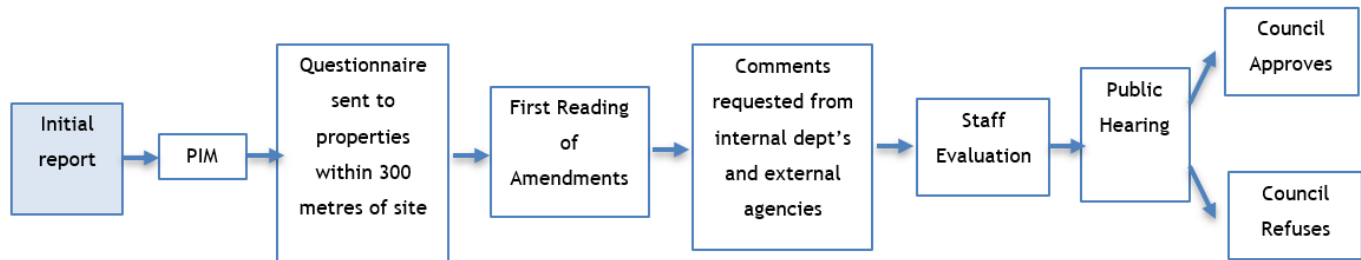 Initial
report
PIM
Questionnaire
sent to
properties
within 300
metres of site
First Reading
of
Amendments
Comments
requested from
internal dept’s
and external
agencies
Staff
Evaluation
Public
Hearing
Council
Approves
Council
Refuses